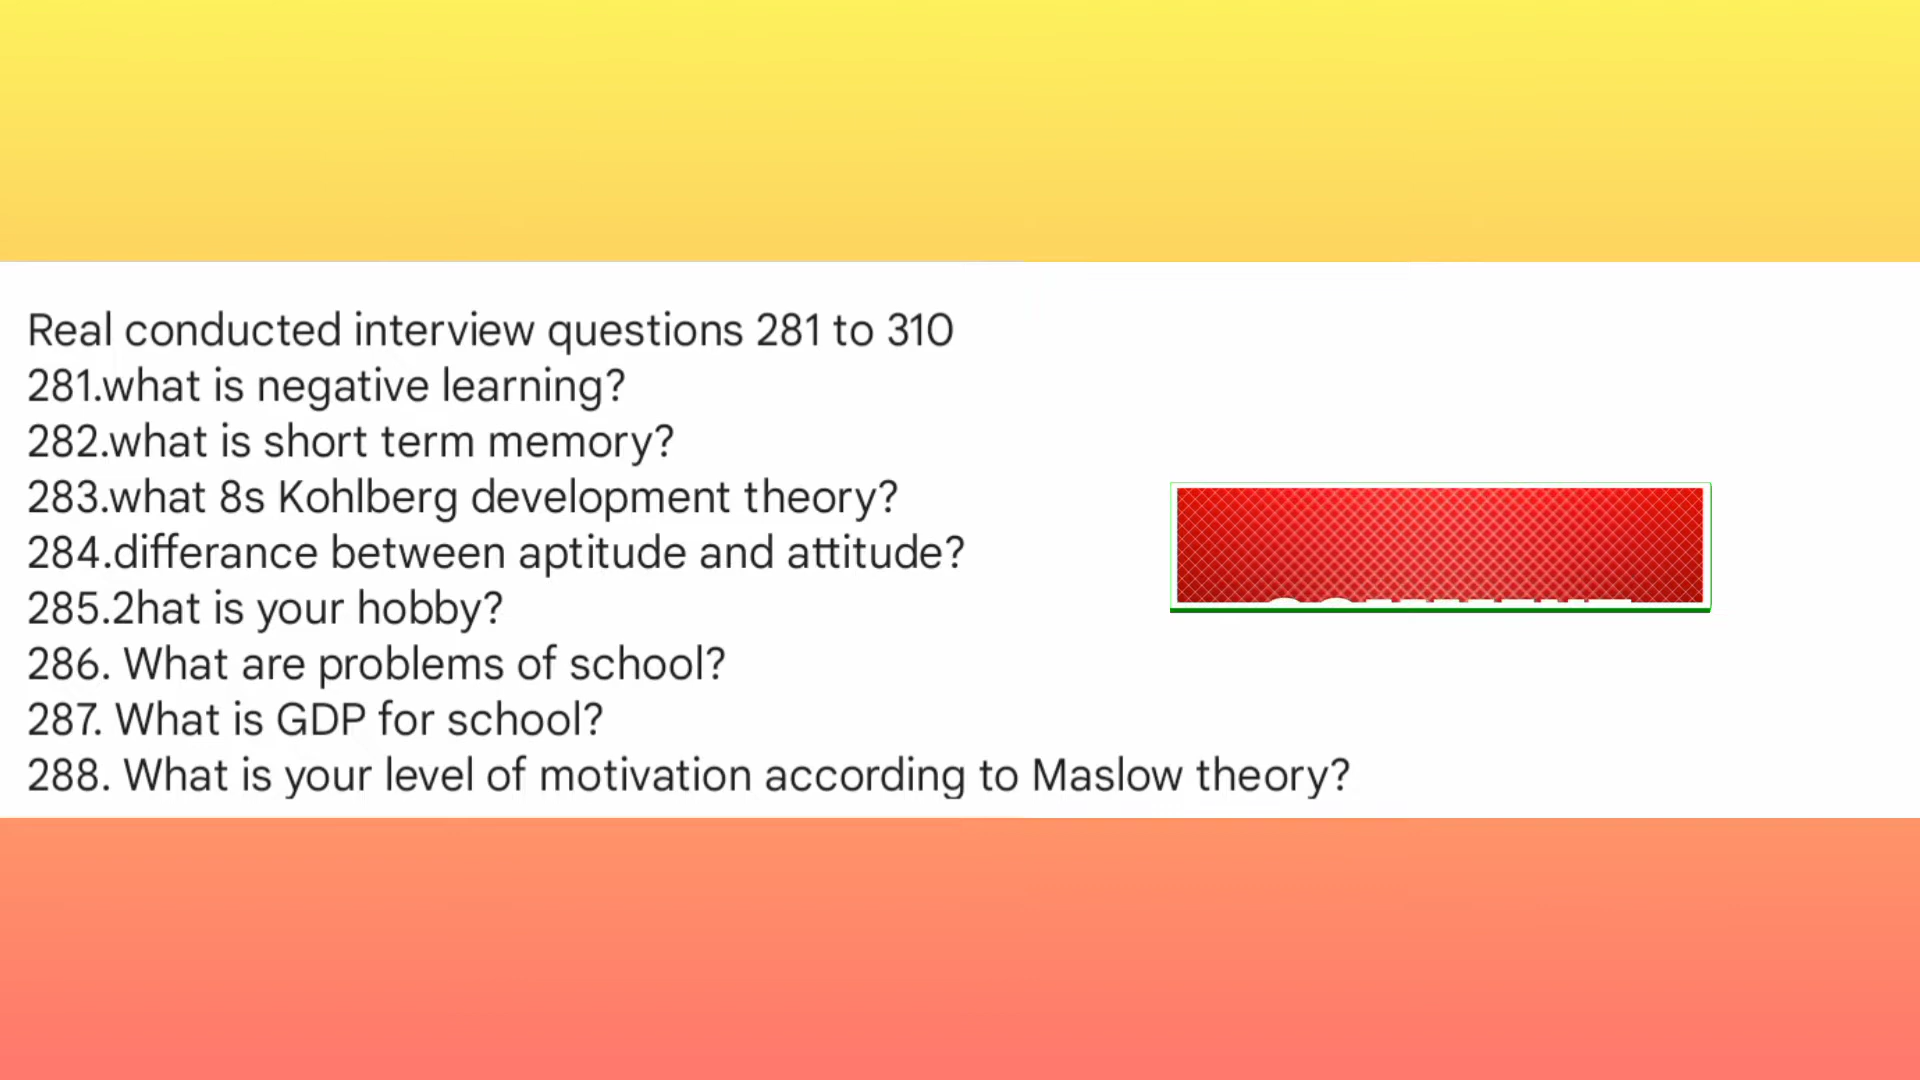 Real conducted interview questions 281 to 310
281.what is negative learning?
282.what is short term memory?
283.what 8s Kohlberg development theory?
284.differance between aptitude and attitude?
285.2hat is your hobby?
286. What are problems of school?
287. What is GDP for school?
288. What is your level of motivation according to Maslow theory?